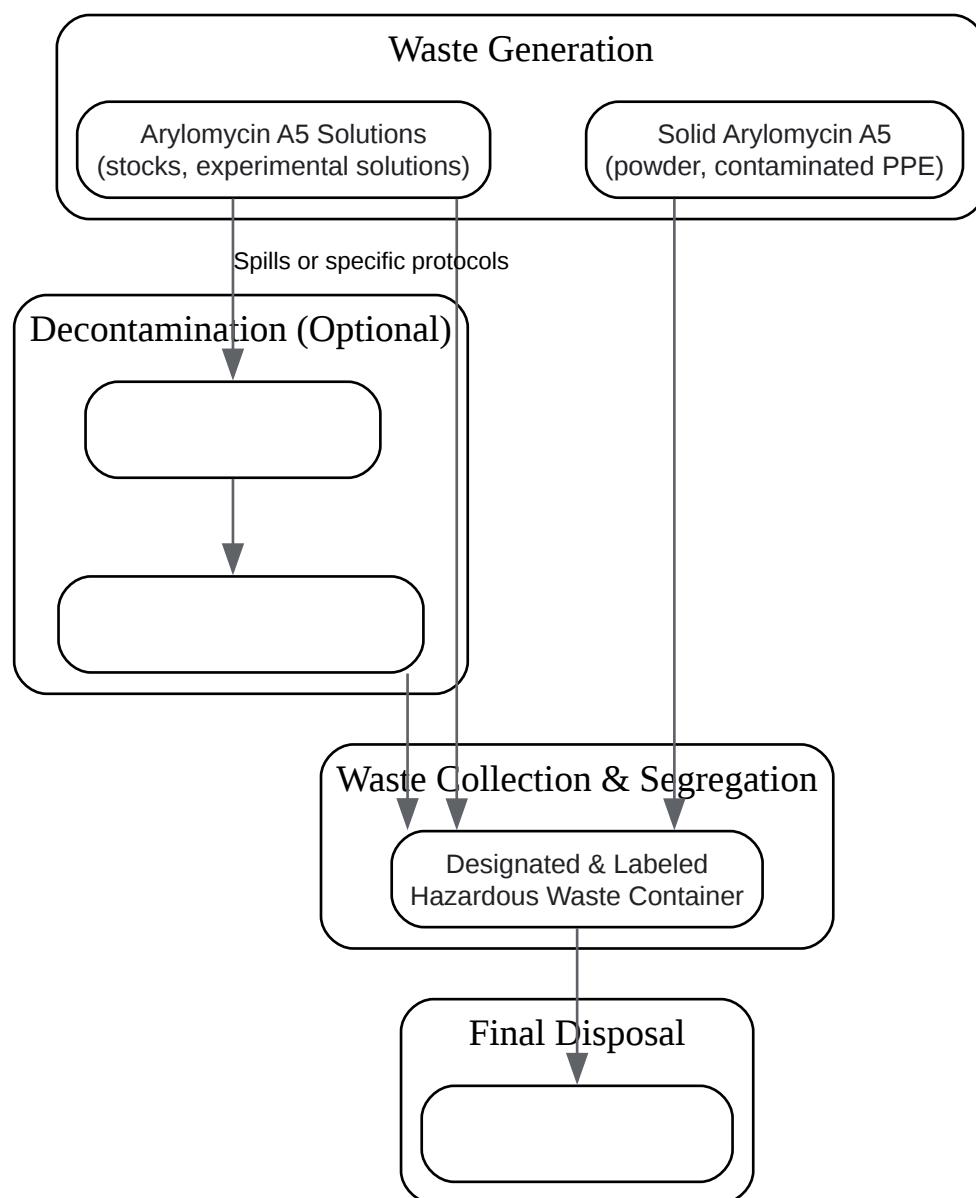 Waste Generation
Arylomycin A5 Solutions
(stocks, experimental solutions)
Solid Arylomycin A5
(powder, contaminated PPE)
Spills or specific protocols
Decontamination (Optional)
Waste Collection & Segregation
Designated & Labeled
Hazardous Waste Container
Final Disposal